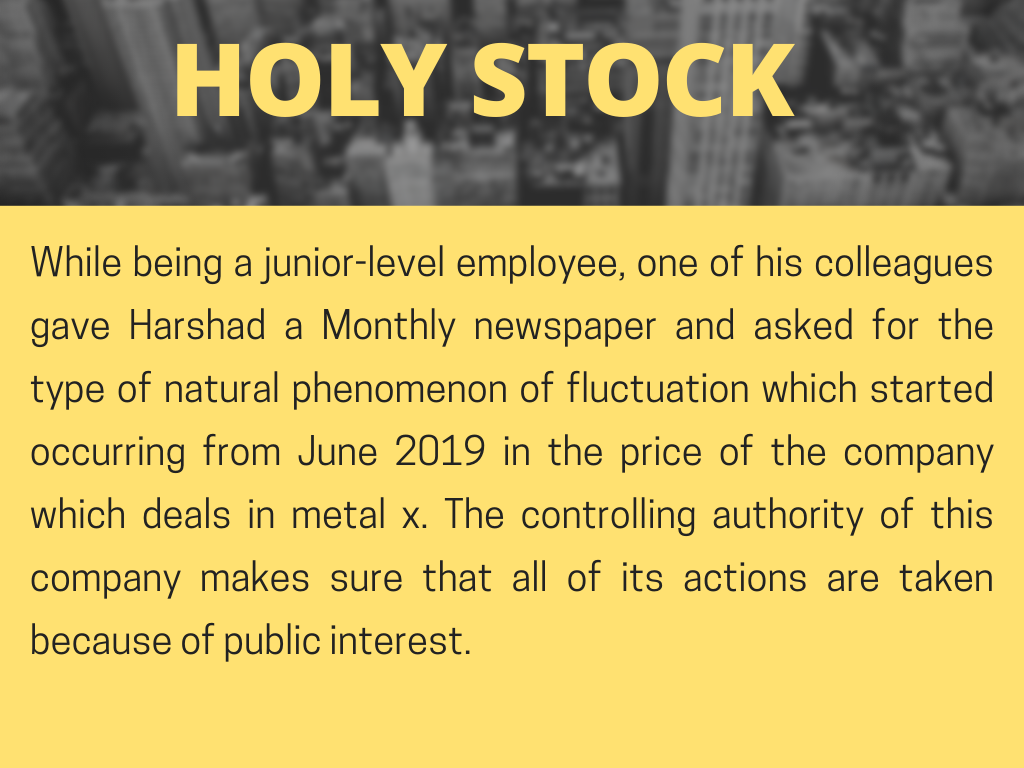 HOLY STOCK
While being a junior-level employee, one of his colleagues
gave Harshad a Monthly newspaper and asked for the
type of natural phenomenon of fluctuation which started
occurring from June 2019 in the price of the company
which deals in metal x. The controlling authority of this
company makes sure that all of its actions are taken
because of public interest.